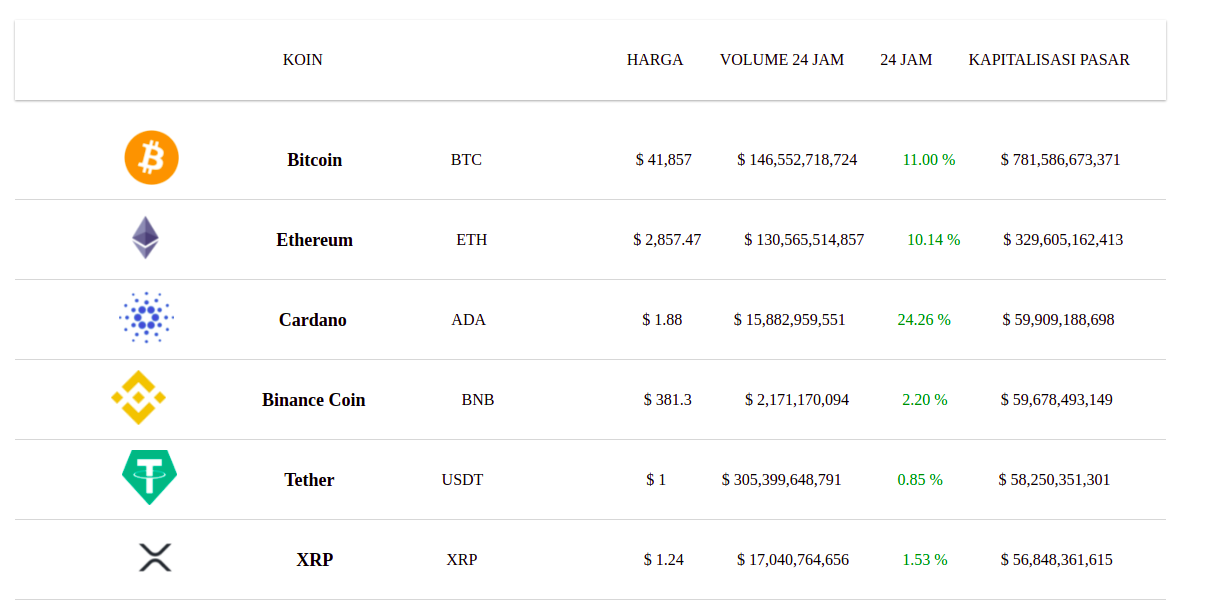 KOIN HARGA VOLUME 24 JAM 24 JAM KAPITALISASI PASAR
Bitcoin BTC $ 41,857 $ 146,552,718,724 11.00 % $ 781,586,673,371
Ethereum ETH $ 2,857.47 $ 130,565,514,857 10.14 % $ 329,605,162,413
Cardano ADA $ 1.88 $ 15,882,959,551 24.26 % $ 59,909,188,698
Binance Coin BNB $ 381.3 $ 2,171,170,094 2.20 % $ 59,678,493,149
Tether USDT $ 1 $ 305,399,648,791 0.85 % $ 58,250,351,301
XRP XRP $ 1.24 $ 17,040,764,656 1.53 % $ 56,848,361,615